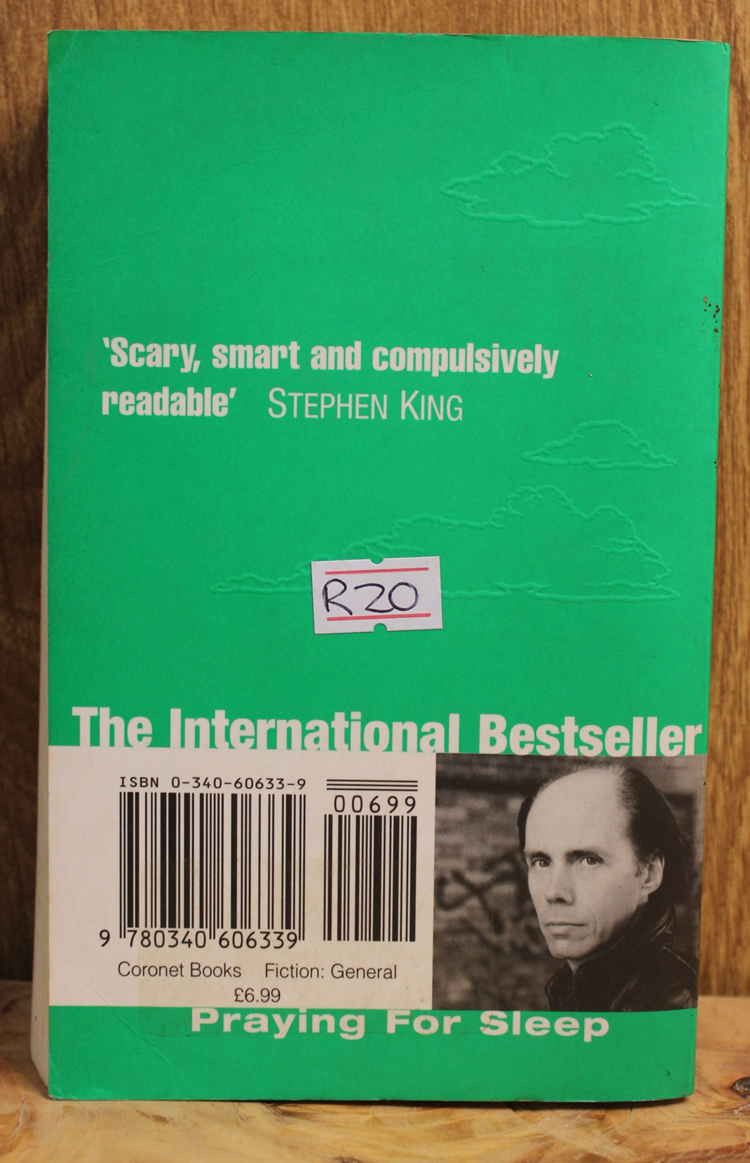 ‘Scary, smart and compulsively
readable’ STEPHEN KING
R20
The International Bestseller
ISBN 0-340-60633-9
00699
9 780340 606339
Coronet Books Fiction: General
£6.99
Praying For Sleep